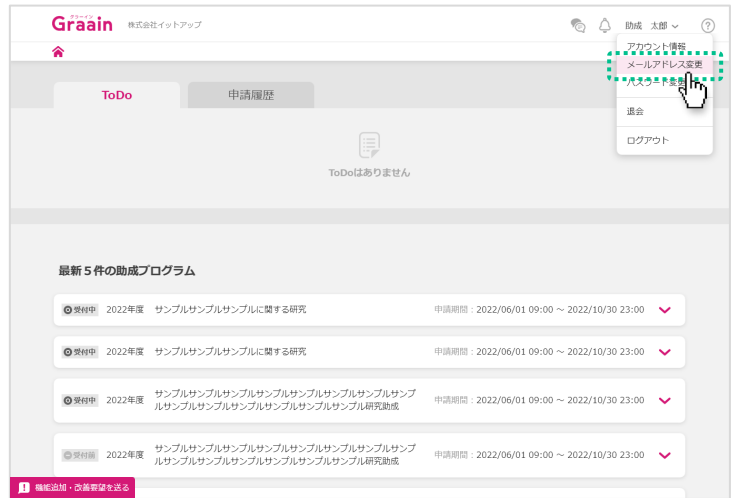 グラーイン
Graain 株式会社イットアップ
助成 太郎
?
アカウント情報
メールアドレス変更
パスワード変更
退会
ログアウト
ToDo 申請履歴
ToDoはありません
最新5件の助成プログラム
受付中 2022年度 サンプルサンプルサンプルに関する研究 申請期間：2022/06/01 09:00 ～ 2022/10/30 23:00
受付中 2022年度 サンプルサンプルサンプルに関する研究 申請期間：2022/06/01 09:00 ～ 2022/10/30 23:00
受付中 2022年度 サンプルサンプルサンプルサンプルサンプルサンプルサンプルサンプ
ルサンプルサンプルサンプルサンプルサンプルサンプル研究助成 申請期間：2022/06/01 09:00 ～ 2022/10/30 23:00
受付前 2022年度 サンプルサンプルサンプルサンプルサンプルサンプルサンプルサンプ
ルサンプルサンプルサンプルサンプルサンプルサンプル研究助成 申請期間：2022/06/01 09:00 ～ 2022/10/30 23:00
機能追加・改善要望を送る